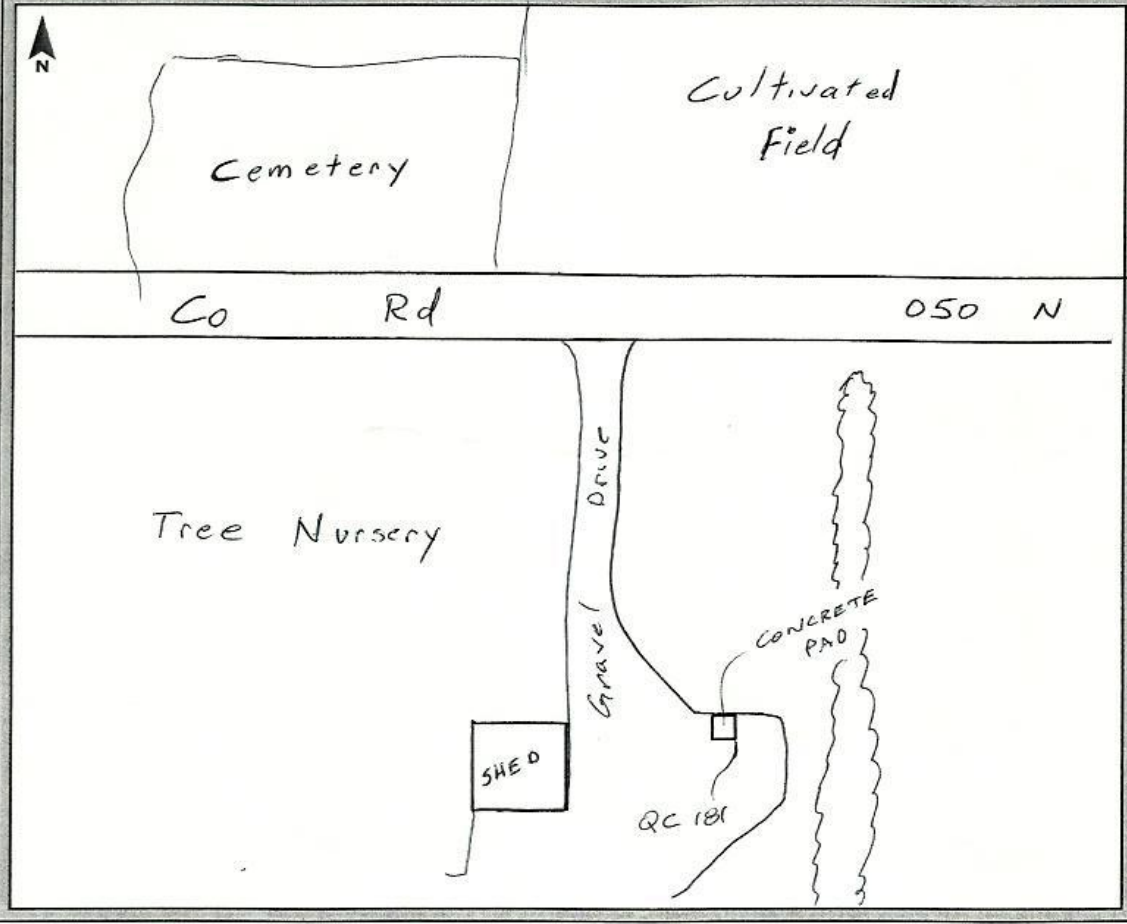 N
Cultivated
Field
Cemetery
Co Rd 050 N
Gravel Drive
Tree Nursery
CONCRETE
PAD
SHED
QC 181